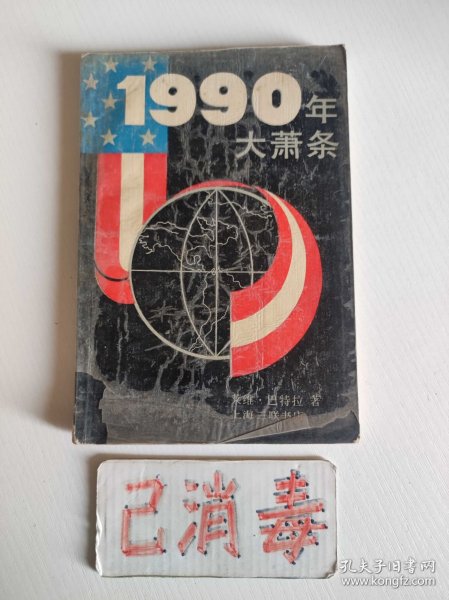 1990年
大萧条
莱维·巴特拉 著
上海三联书店
已消毒
孔夫子旧书网
www.kongfz.com